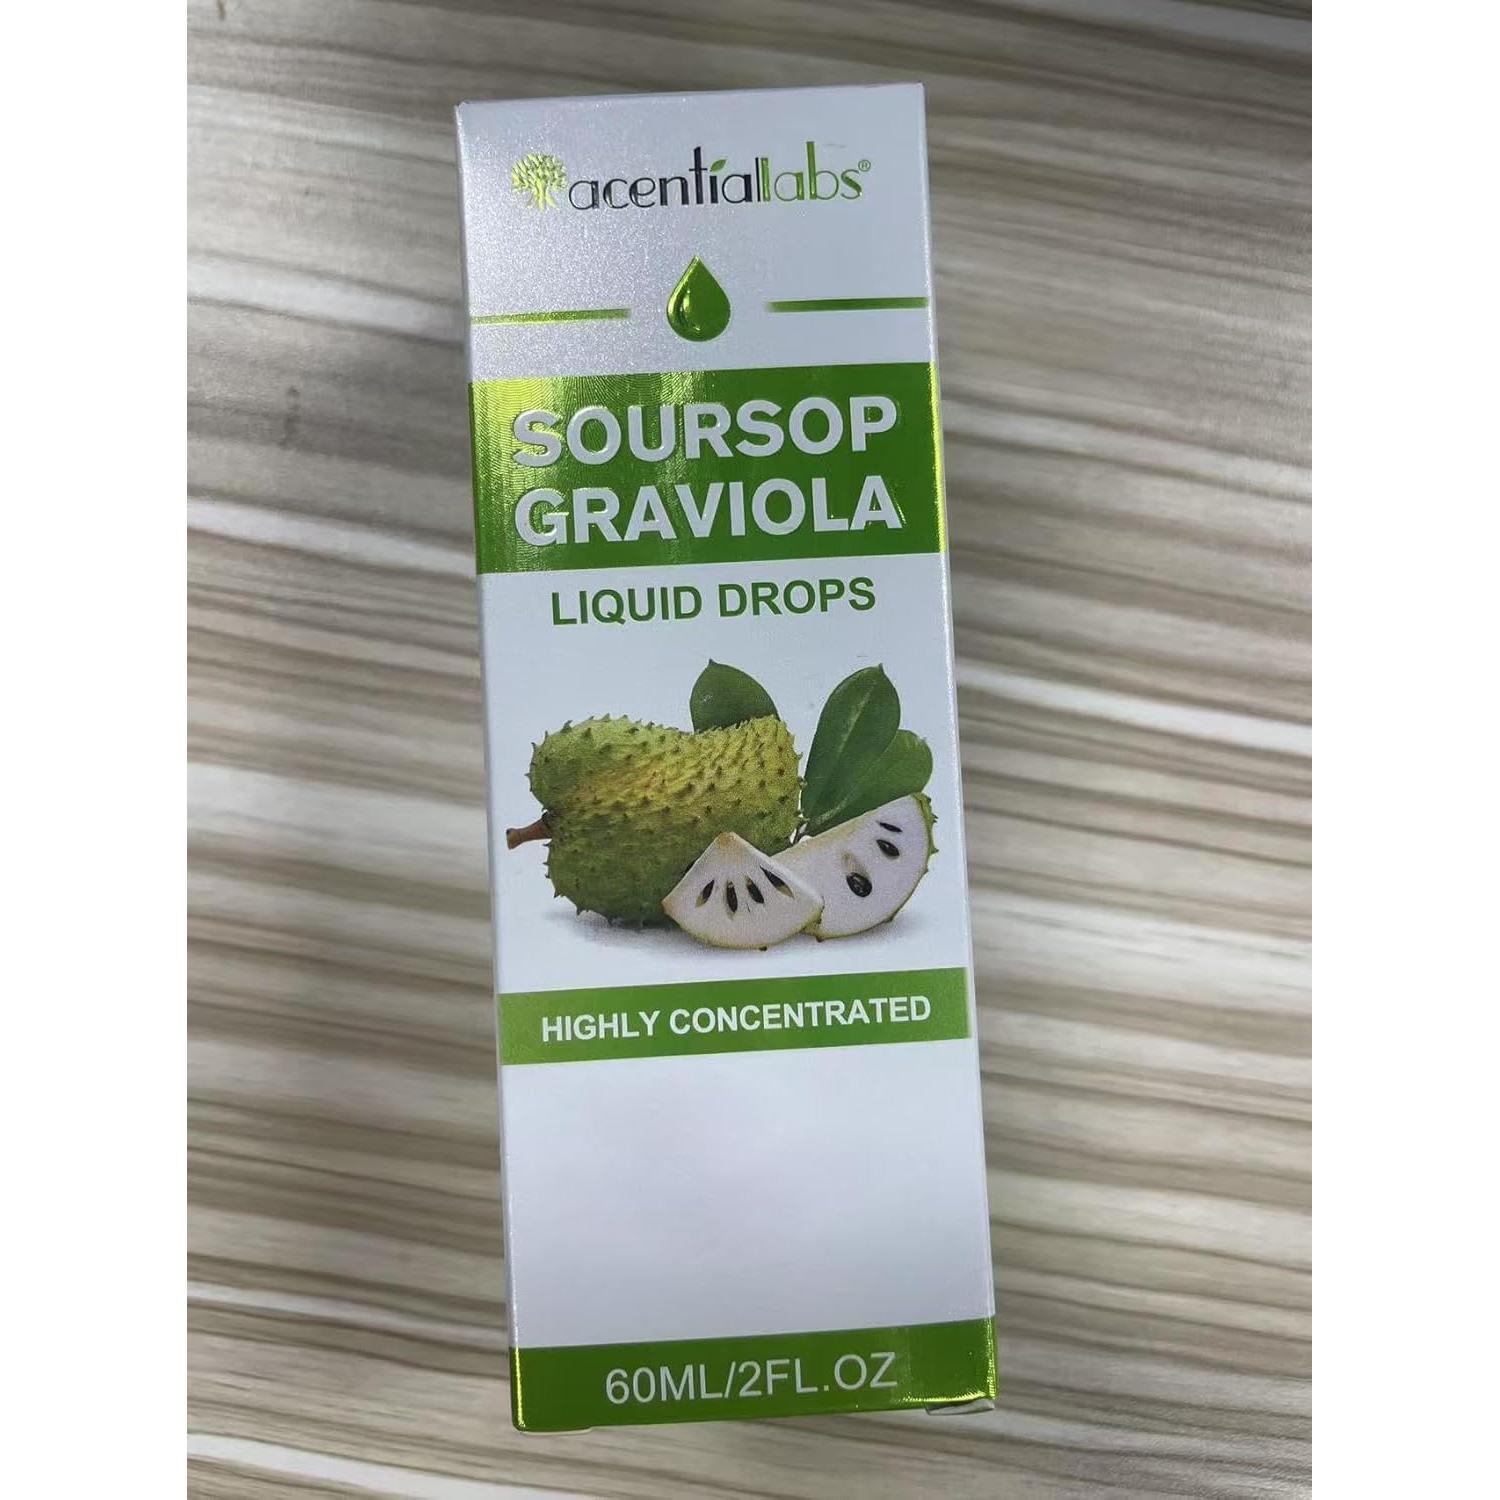 acentiallabs®
SOURSOP
GRAVIOLA
LIQUID DROPS
HIGHLY CONCENTRATED
60ML/2FL.OZ